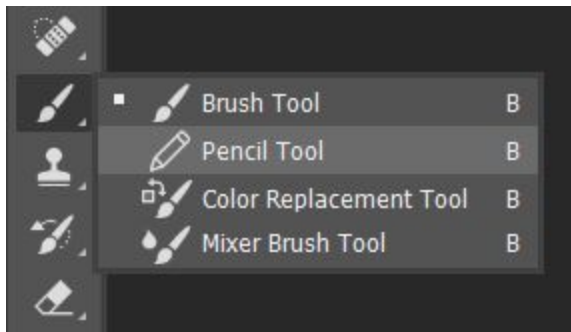 Brush Tool B
Pencil Tool B
Color Replacement Tool B
Mixer Brush Tool B